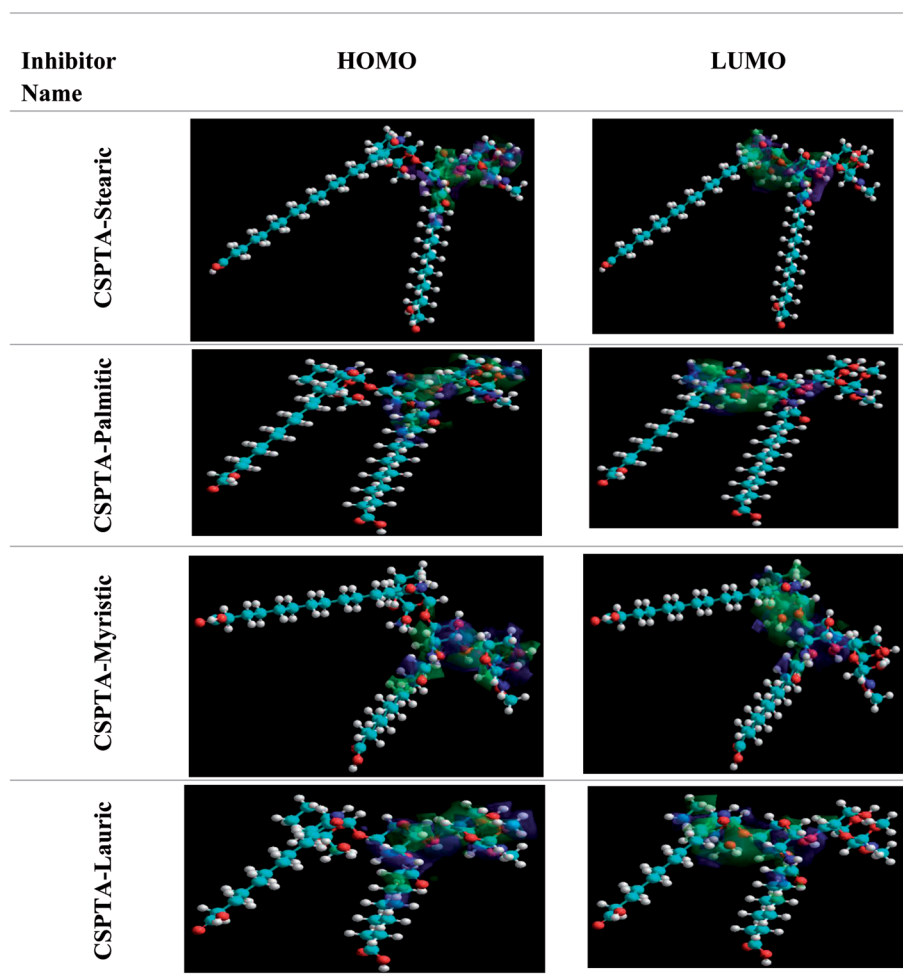 Inhibitor
Name
HOMO
LUMO
CSPTA-Stearic
CSPTA-Palmitic
CSPTA-Myristic
CSPTA-Lauric